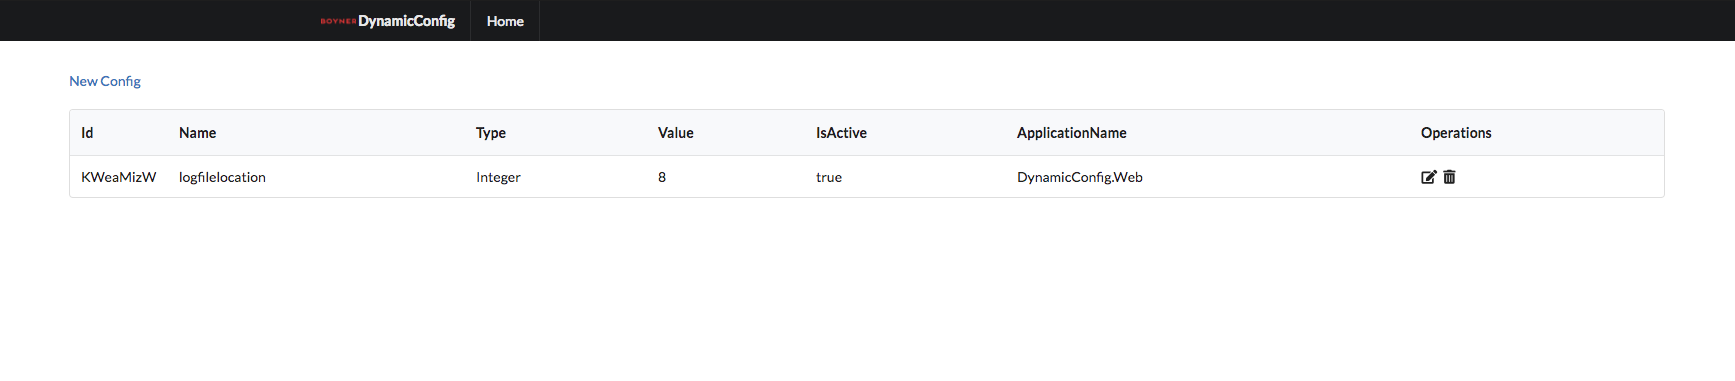 BOYNER DynamicConfig Home
New Config
Id Name Type Value IsActive ApplicationName Operations
KWeaMizW logfilelocation Integer 8 true DynamicConfig.Web